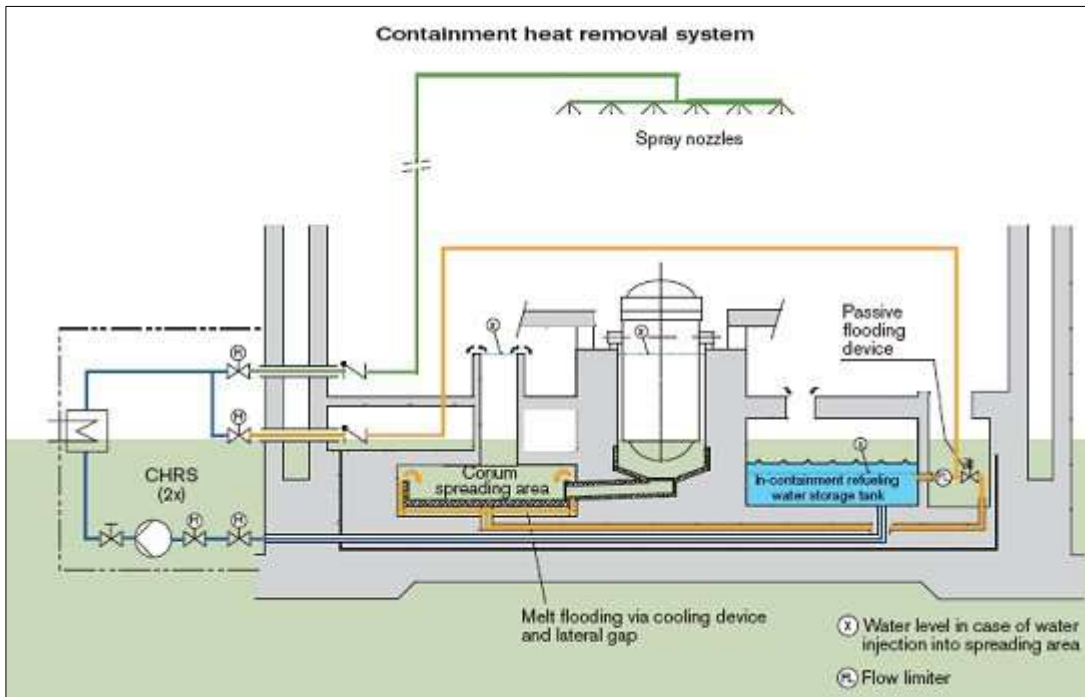 Containment heat removal system
Spray nozzles
Passive
flooding
device
x
x
M
M
CHRS
(2x)
Corium
spreading area
x
In-containment refueling
water storage tank
FL
M
M
Melt flooding via cooling device
and lateral gap
x Water level in case of water
injection into spreading area
FL Flow limiter